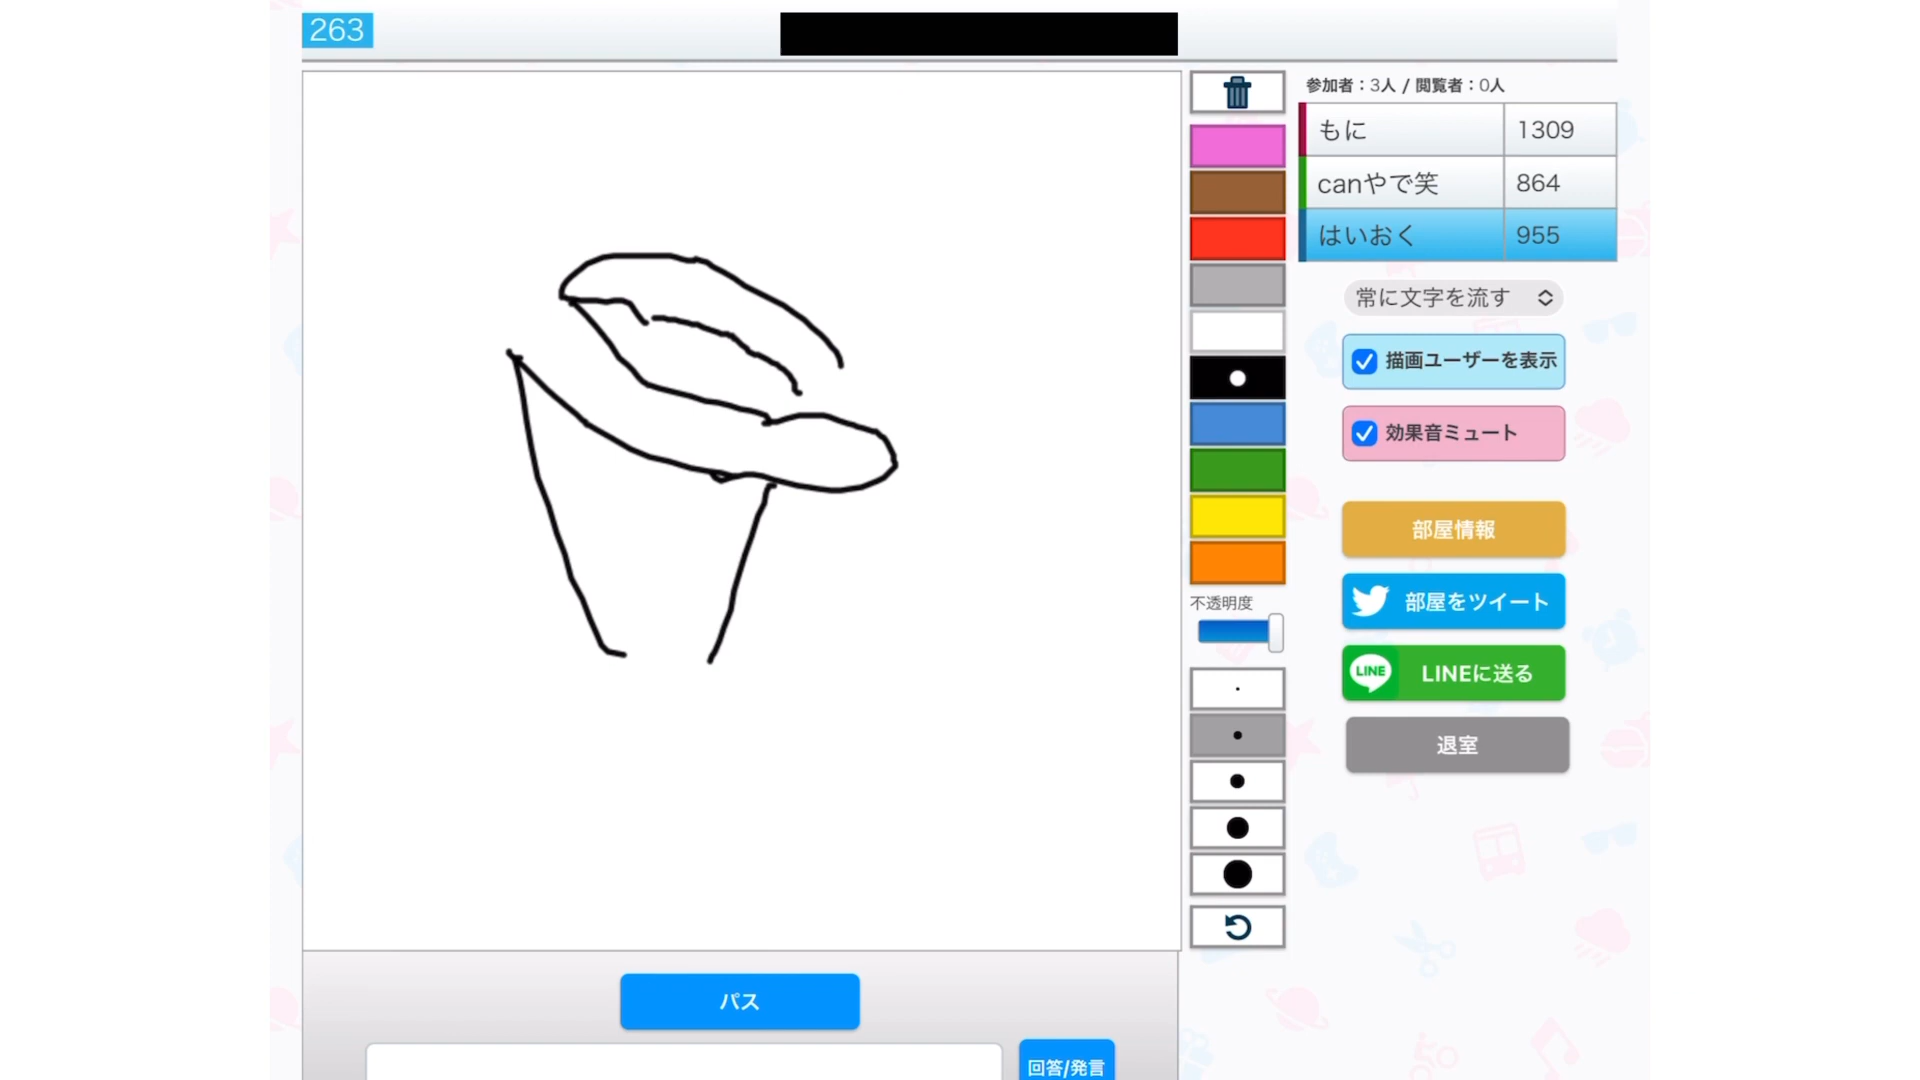 263
参加者：3人 / 閲覧者：0人
もに 1309
canやで笑 864
はいおく 955
常に文字を流す
描画ユーザーを表示
効果音ミュート
部屋情報
不透明度
部屋をツイート
LINE LINEに送る
退室
パス
回答/発言